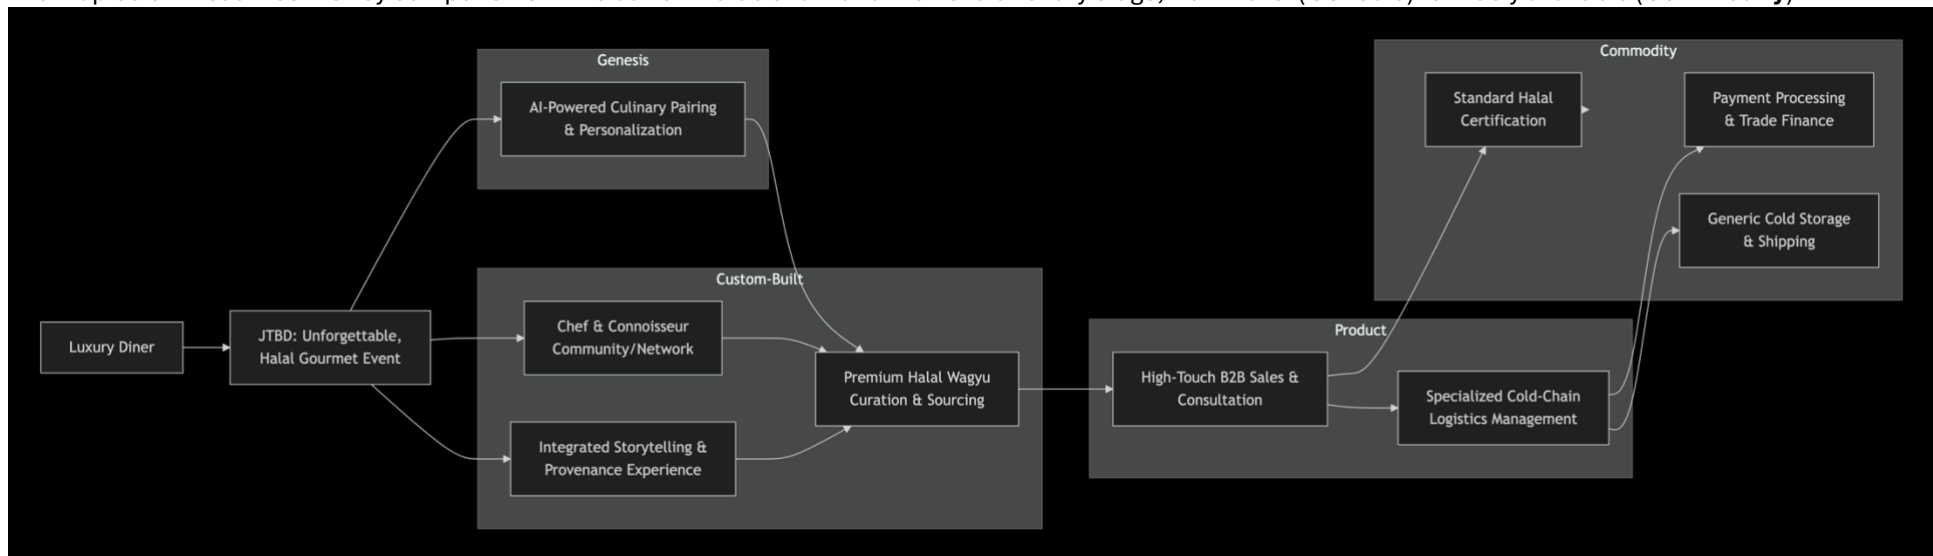 Genesis
AI-Powered Culinary Pairing
& Personalization
Custom-Built
Luxury Diner
JTBD: Unforgettable,
Halal Gourmet Event
Chef & Connoisseur
Community/Network
Integrated Storytelling &
Provenance Experience
Premium Halal Wagyu
Curation & Sourcing
Product
High-Touch B2B Sales &
Consultation
Specialized Cold-Chain
Logistics Management
Commodity
Standard Halal
Certification
Payment Processing
& Trade Finance
Generic Cold Storage
& Shipping